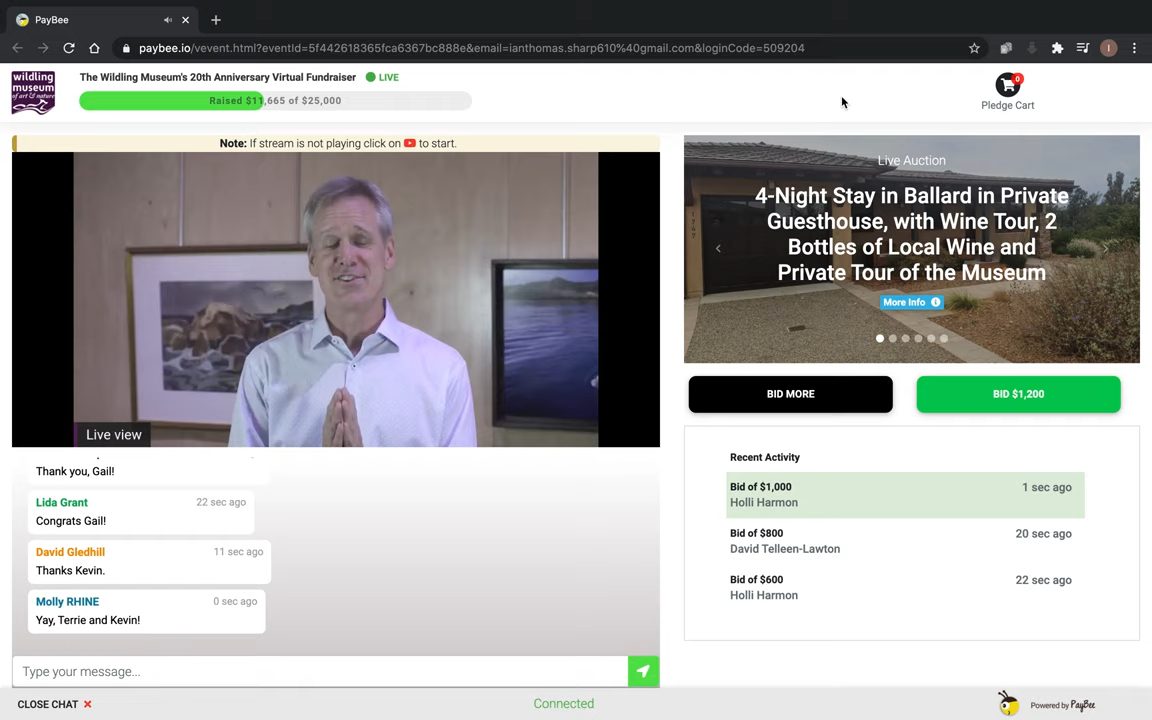 PayBee
paybee.io/vevent.html?eventId=5f442618365fca6367bc888e&email=ianthomas.sharp610%40gmail.com&loginCode=509204
I
wildling
museum
of art & nature
The Wildling Museum's 20th Anniversary Virtual Fundraiser
LIVE
Raised $11,665 of $25,000
0
Pledge Cart
Note: If stream is not playing click on to start.
Live view
Thank you, Gail!
Lida Grant 22 sec ago
Congrats Gail!
David Gledhill 11 sec ago
Thanks Kevin.
Molly RHINE 0 sec ago
Yay, Terrie and Kevin!
Type your message...
Live Auction
4-Night Stay in Ballard in Private
Guesthouse, with Wine Tour, 2
Bottles of Local Wine and
Private Tour of the Museum
More Info
BID MORE
BID $1,200
Recent Activity
Bid of $1,000 1 sec ago
Holli Harmon
Bid of $800 20 sec ago
David Telleen-Lawton
Bid of $600 22 sec ago
Holli Harmon
CLOSE CHAT
Connected
Powered by PayBee